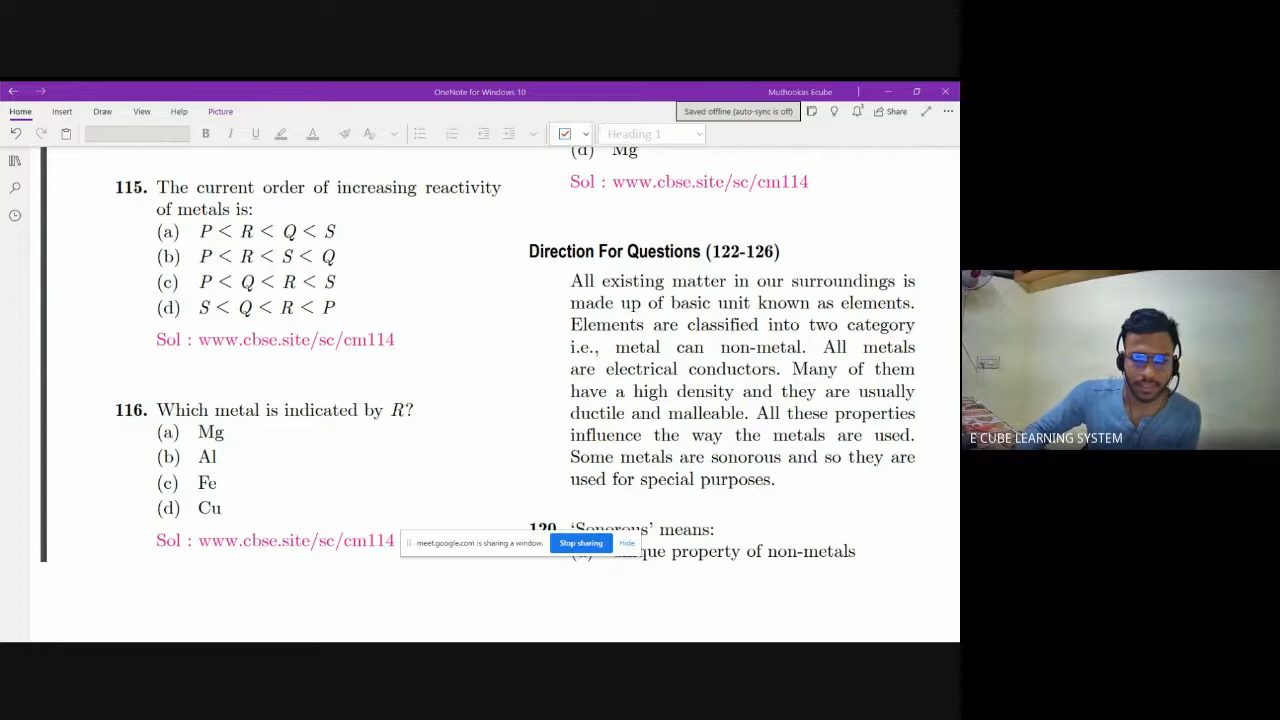 OneNote for Windows 10
Muthookas Ecube
Home Insert Draw View Help Picture
Saved offline (auto-sync is off)
Share
B I U
Heading 1
115. The current order of increasing reactivity
of metals is:
(a) P < R < Q < S
(b) P < R < S < Q
(c) P < Q < R < S
(d) S < Q < R < P
Sol : www.cbse.site/sc/cm114
116. Which metal is indicated by R?
(a) Mg
(b) Al
(c) Fe
(d) Cu
Sol : www.cbse.site/sc/cm114
(d) Mg
Sol : www.cbse.site/sc/cm114
Direction For Questions (122-126)
All existing matter in our surroundings is
made up of basic unit known as elements.
Elements are classified into two category
i.e., metal can non-metal. All metals
are electrical conductors. Many of them
have a high density and they are usually
ductile and malleable. All these properties
influence the way the metals are used.
Some metals are sonorous and so they are
used for special purposes.
120. 'Sonorous' means:
property of non-metals
meet.google.com is sharing a window.
Stop sharing
Hide
E CUBE LEARNING SYSTEM